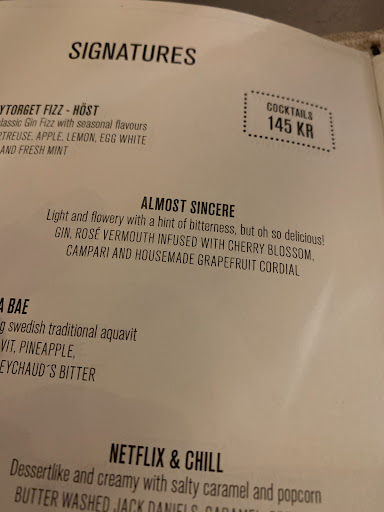 SIGNATURES
COCKTAILS
145 KR
YTORGET FIZZ - HÖST
classic Gin Fizz with seasonal flavours
RTREUSE, APPLE, LEMON, EGG WHITE
AND FRESH MINT
ALMOST SINCERE
Light and flowery with a hint of bitterness, but oh so delicious!
GIN, ROSÉ VERMOUTH INFUSED WITH CHERRY BLOSSOM,
CAMPARI AND HOUSEMADE GRAPEFRUIT CORDIAL
A BAE
g swedish traditional aquavit
VIT, PINEAPPLE,
EYCHAUD´S BITTER
NETFLIX & CHILL
Dessertlike and creamy with salty caramel and popcorn
BUTTER WASHED JACK DANIELS, CARAMEL